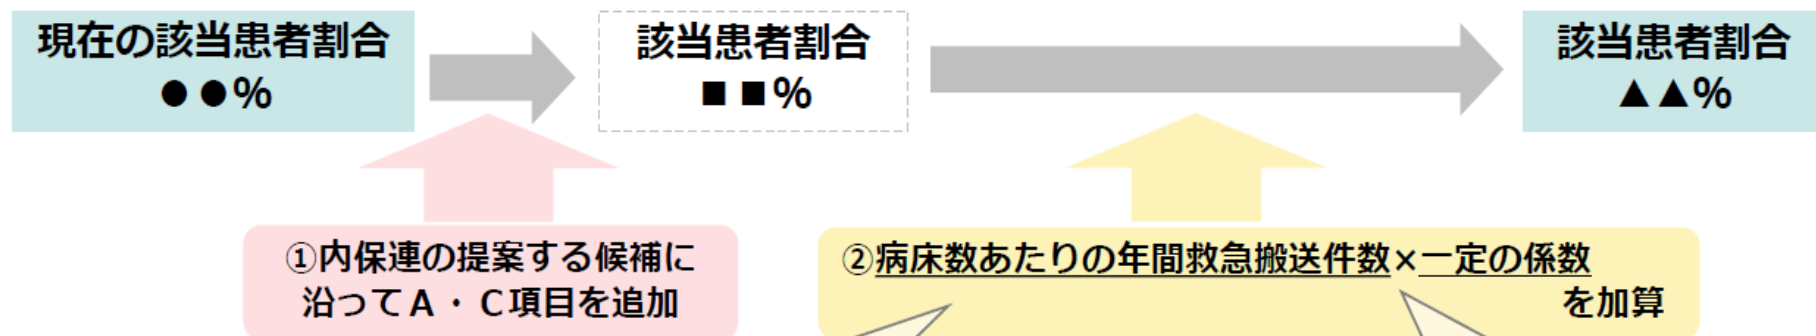 現在の該当患者割合
●●%
該当患者割合
■■%
該当患者割合
▲▲%
①内保連の提案する候補に
沿ってA・C項目を追加
②病床数あたりの年間救急搬送件数×一定の係数
を加算